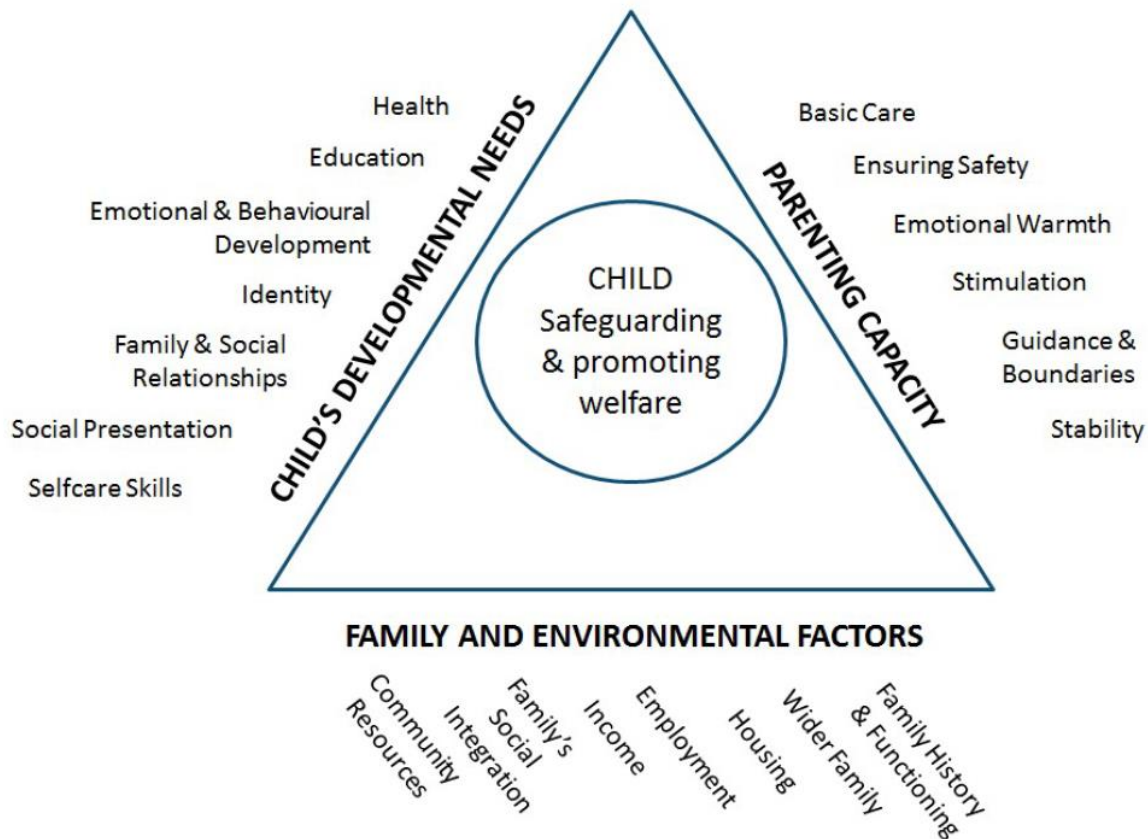 Health
Education
Emotional & Behavioural
Development
Identity
Family & Social
Relationships
Social Presentation
Selfcare Skills
CHILD'S DEVELOPMENTAL NEEDS
CHILD
Safeguarding
& promoting
welfare
PARENTING CAPACITY
Basic Care
Ensuring Safety
Emotional Warmth
Stimulation
Guidance &
Boundaries
Stability
FAMILY AND ENVIRONMENTAL FACTORS
Community
Resources
Family's
Social
Integration
Income
Employment
Housing
Wider Family
Family History
& Functioning